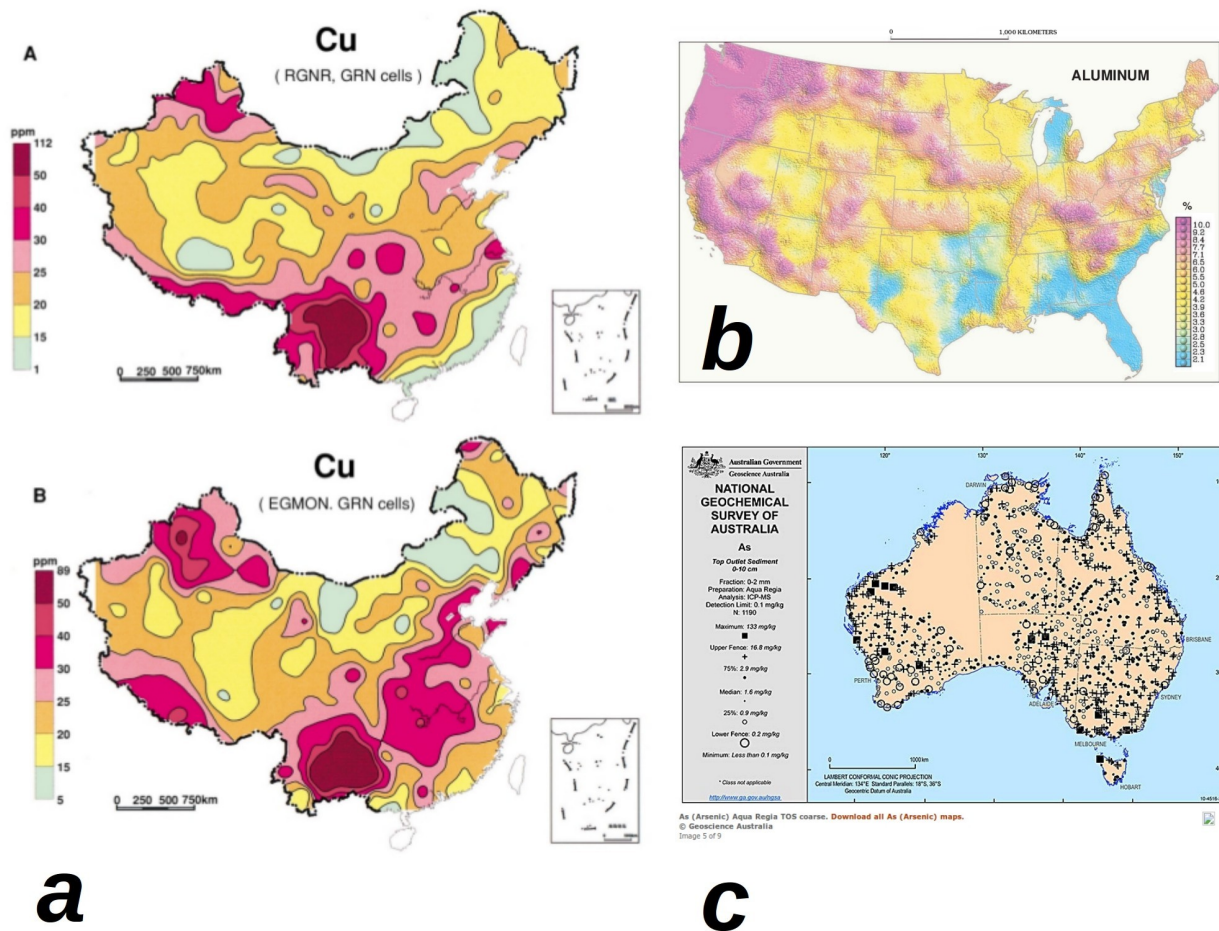 A
Cu
( RGNR, GRN cells)
ppm
112
50
40
30
25
20
15
1
0 250 500 750km
B
Cu
( EGMON. GRN cells)
ppm
89
50
40
30
25
20
15
5
0 250 500 750km
a
0 1,000 KILOMETERS
ALUMINUM
%
10.0
9.2
8.4
7.7
7.1
6.5
6.0
5.5
5.0
4.6
4.2
3.9
3.6
3.3
3.0
2.8
2.5
2.3
2.1
b
Australian Government
Geoscience Australia
NATIONAL
GEOCHEMICAL
SURVEY OF
AUSTRALIA
As
Top Outlet Sediment
0-10 cm
Fraction: 0-2 mm
Preparation: Aqua Regia
Analysis: ICP-MS
Detection Limit: 0.1 mg/kg
N: 1190
Maximum: 133 mg/kg
Upper Fence: 16.8 mg/kg
75%: 2.9 mg/kg
Median: 1.6 mg/kg
25%: 0.9 mg/kg
Lower Fence: 0.2 mg/kg
Minimum: Less than 0.1 mg/kg
* Class not applicable
http://www.ga.gov.au/ngsa
120° 130° 140° 150°
DARWIN
BRISBANE
PERTH
ADELAIDE
SYDNEY
MELBOURNE
HOBART
0 1000 km
LAMBERT CONFORMAL CONIC PROJECTION
Central Meridian: 134°E Standard Parallels: 18°S, 36°S
Geocentric Datum of Australia
As (Arsenic) Aqua Regia TOS coarse. Download all As (Arsenic) maps.
© Geoscience Australia
Image 5 of 9
c